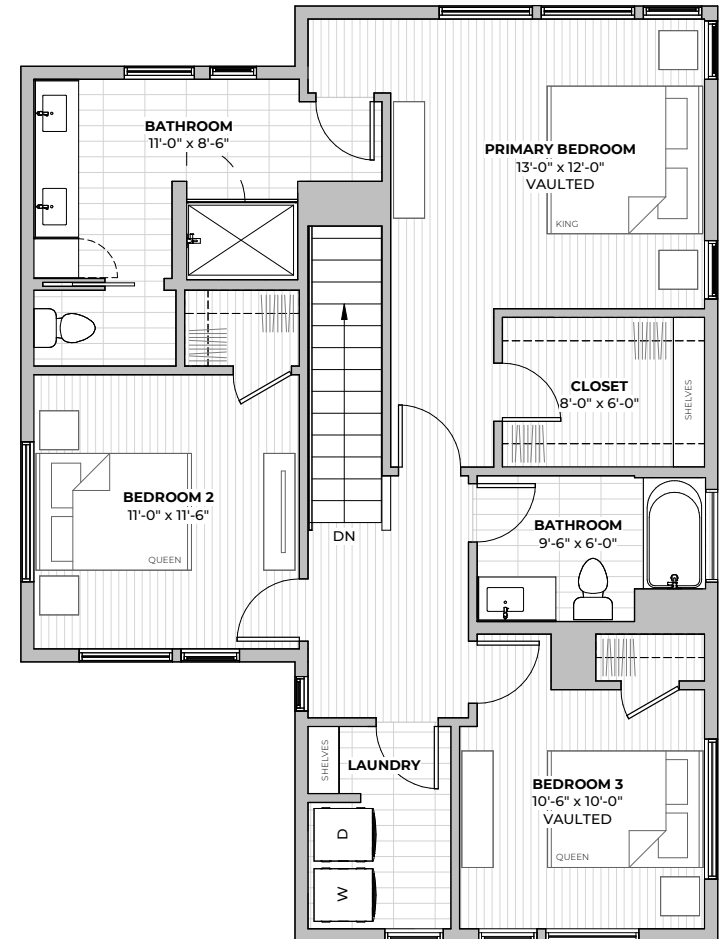 BATHROOM
11'-0" x 8'-6"
PRIMARY BEDROOM
13'-0" x 12'-0"
VAULTED
KING
CLOSET
8'-0" x 6'-0"
SHELVES
BEDROOM 2
11'-0" x 11'-6"
QUEEN
DN
BATHROOM
9'-6" x 6'-0"
SHELVES
LAUNDRY
D
W
BEDROOM 3
10'-6" x 10'-0"
VAULTED
QUEEN